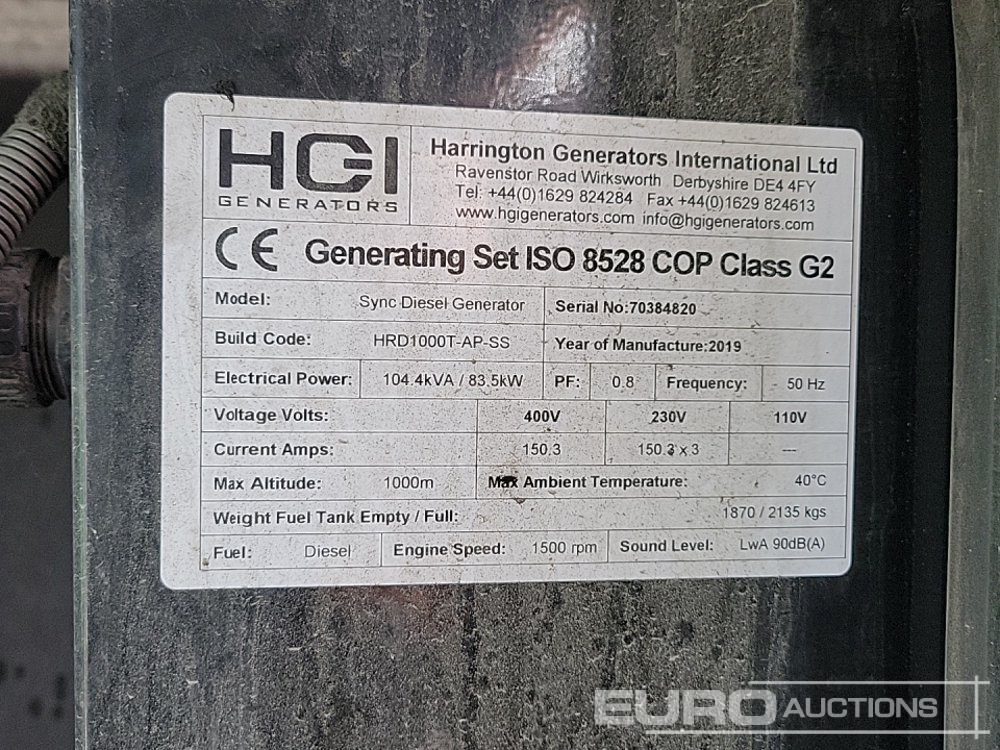 HGI
GENERATORS
Harrington Generators International Ltd
Ravenstor Road Wirksworth Derbyshire DE4 4FY
Tel: +44(0)1629 824284 Fax +44(0)1629 824613
www.hgigenerators.com info@hgigenerators.com
CE Generating Set ISO 8528 COP Class G2
Model: Sync Diesel Generator Serial No:70384820
Build Code: HRD1000T-AP-SS Year of Manufacture:2019
Electrical Power: 104.4kVA / 83.5kW PF: 0.8 Frequency: 50 Hz
Voltage Volts: 400V 230V 110V
Current Amps: 150.3 150.3 x 3 ---
Max Altitude: 1000m Max Ambient Temperature: 40°C
Weight Fuel Tank Empty / Full: 1870 / 2135 kgs
Fuel: Diesel Engine Speed: 1500 rpm Sound Level: LwA 90dB(A)
EURO AUCTIONS